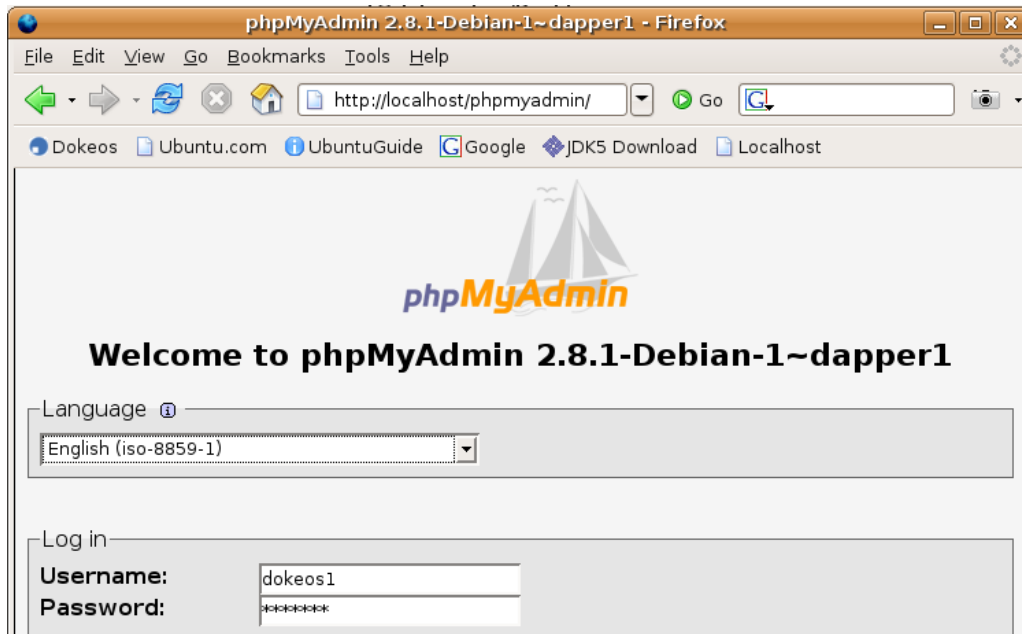 phpMyAdmin 2.8.1-Debian-1~dapper1 - Firefox
File Edit View Go Bookmarks Tools Help
http://localhost/phpmyadmin/ Go G
Dokeos Ubuntu.com UbuntuGuide Google JDK5 Download Localhost
phpMyAdmin
Welcome to phpMyAdmin 2.8.1-Debian-1~dapper1
Language
English (iso-8859-1)
Log in
Username: dokeos1
Password: *******